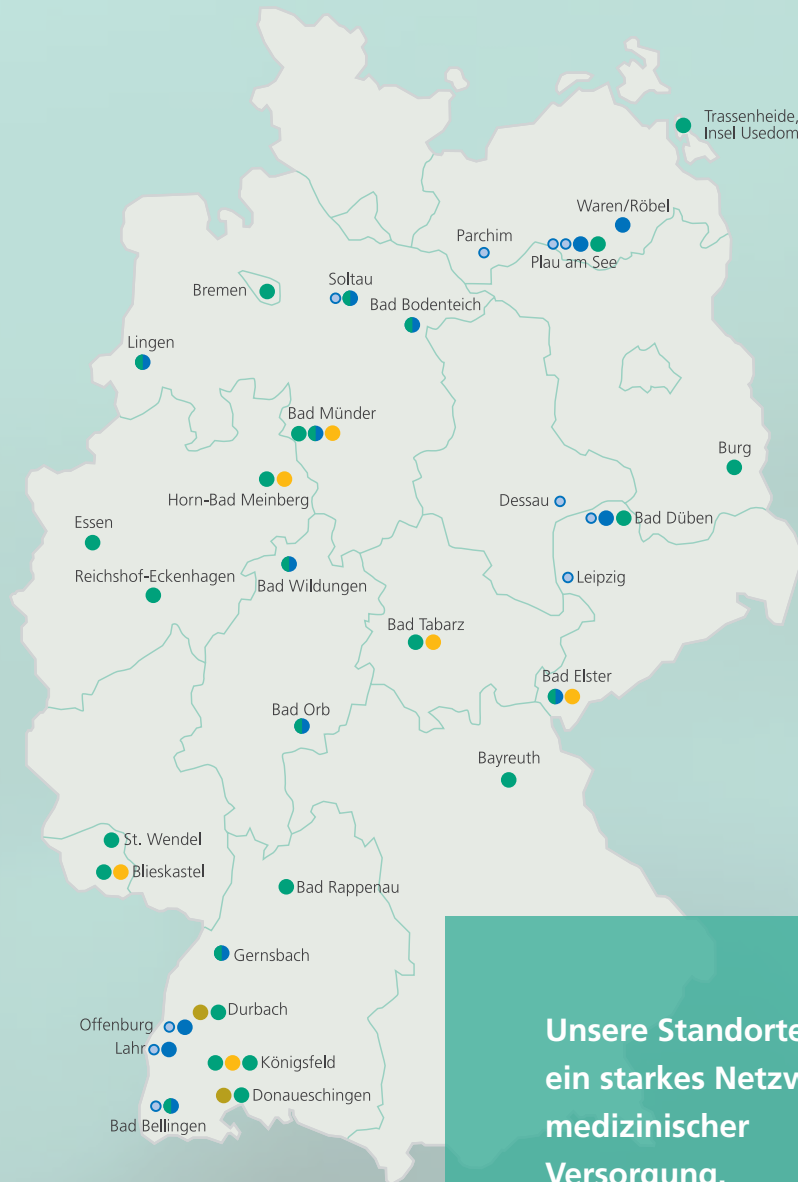 Trassenheide,
Insel Usedom
Waren/Röbel
Parchim
Plau am See
Soltau
Bremen
Bad Bodenteich
Lingen
Bad Münder
Burg
Horn-Bad Meinberg
Dessau
Bad Düben
Essen
Reichshof-Eckenhagen
Bad Wildungen
Leipzig
Bad Tabarz
Bad Elster
Bad Orb
Bayreuth
St. Wendel
Blieskastel
Bad Rappenau
Gernsbach
Durbach
Offenburg
Lahr
Königsfeld
Donaueschingen
Bad Bellingen
Unsere Standorte
ein starkes Netzw
medizinischer
Versorgung.